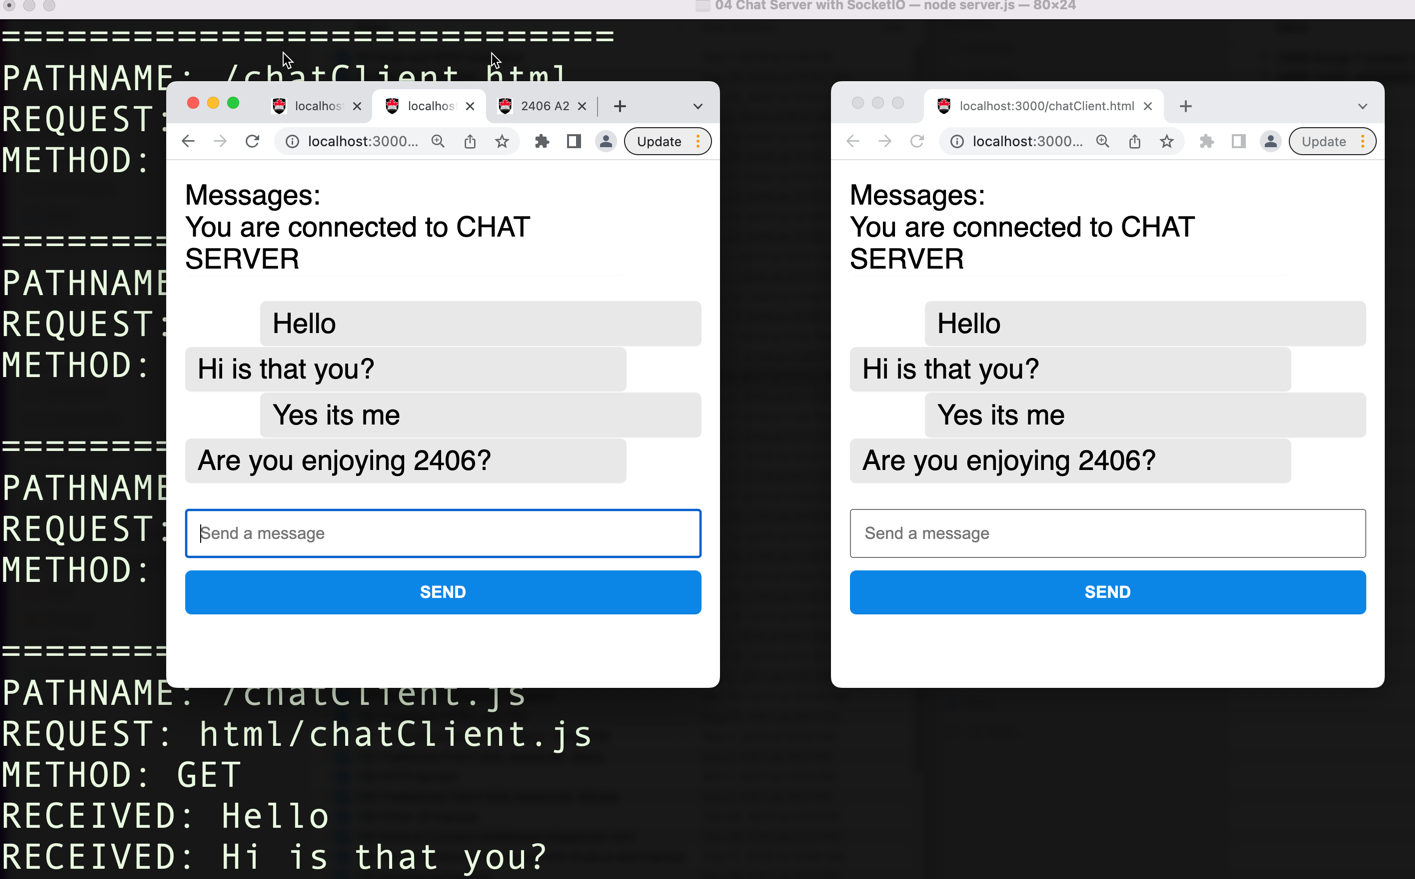 04 Chat Server with SocketIO — node server.js — 80×24
============================
PATHNAME: /chatClient.html
REQUEST:
METHOD:
PATHNAME
REQUEST:
METHOD:
PATHNAME
REQUEST:
METHOD:
PATHNAME: /chatClient.js
REQUEST: html/chatClient.js
METHOD: GET
RECEIVED: Hello
RECEIVED: Hi is that you?
localhos
localhos
2406 A2
localhost:3000...
Update
Messages:
You are connected to CHAT
SERVER
Hello
Hi is that you?
Yes its me
Are you enjoying 2406?
Send a message
SEND
localhost:3000/chatClient.html
localhost:3000...
Update
Messages:
You are connected to CHAT
SERVER
Hello
Hi is that you?
Yes its me
Are you enjoying 2406?
Send a message
SEND